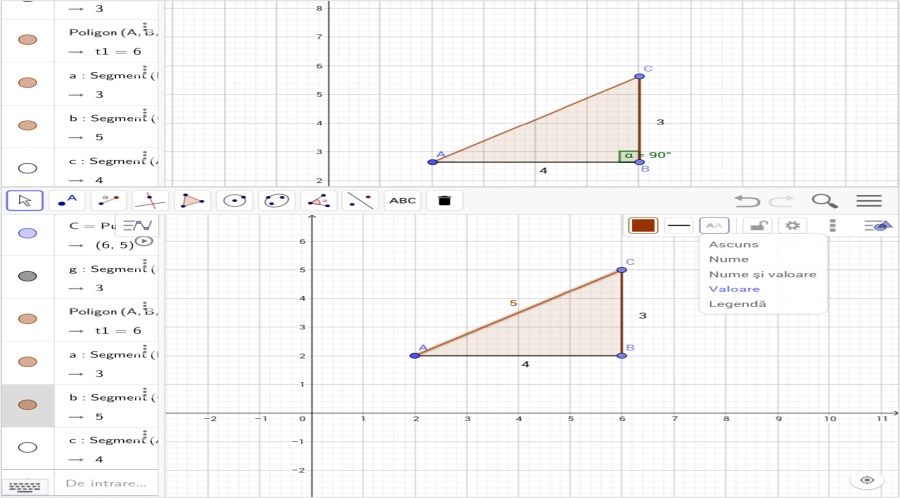 → 3
Poligon (A, B,
→ t1 = 6
a : Segment (
→ 3
b : Segment (
→ 5
c : Segment (
→ 4
8
7
6
5
4
3
2
A
B
C
3
4
α = 90°
ABC
C = Pu
→ (6, 5)
g : Segment (
→ 3
Poligon (A, B,
→ t1 = 6
a : Segment (
→ 3
b : Segment (
→ 5
c : Segment (
→ 4
De intrare...
AA
Ascuns
Nume
Nume și valoare
Valoare
Legendă
6
5
4
3
2
1
−1
−2
A
B
C
5
3
4
−2 −1 0 1 2 3 4 5 6 7 8 9 10 11